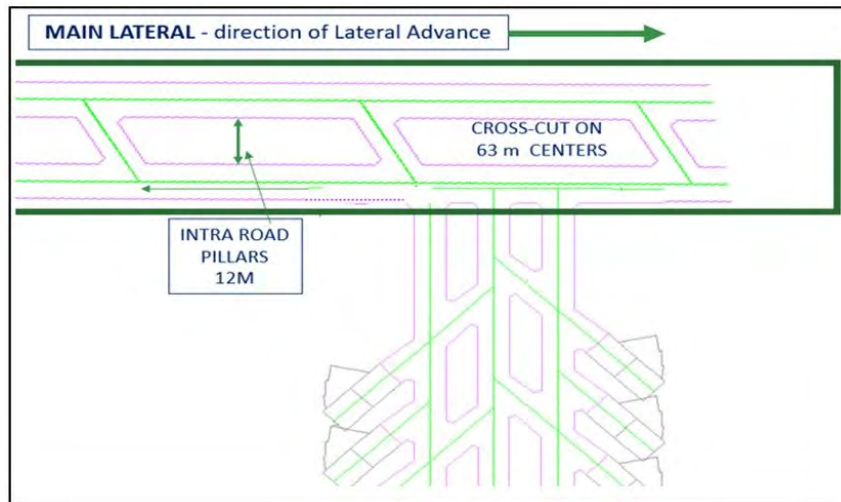 MAIN LATERAL - direction of Lateral Advance
CROSS-CUT ON
63 m CENTERS
INTRA ROAD
PILLARS
12M